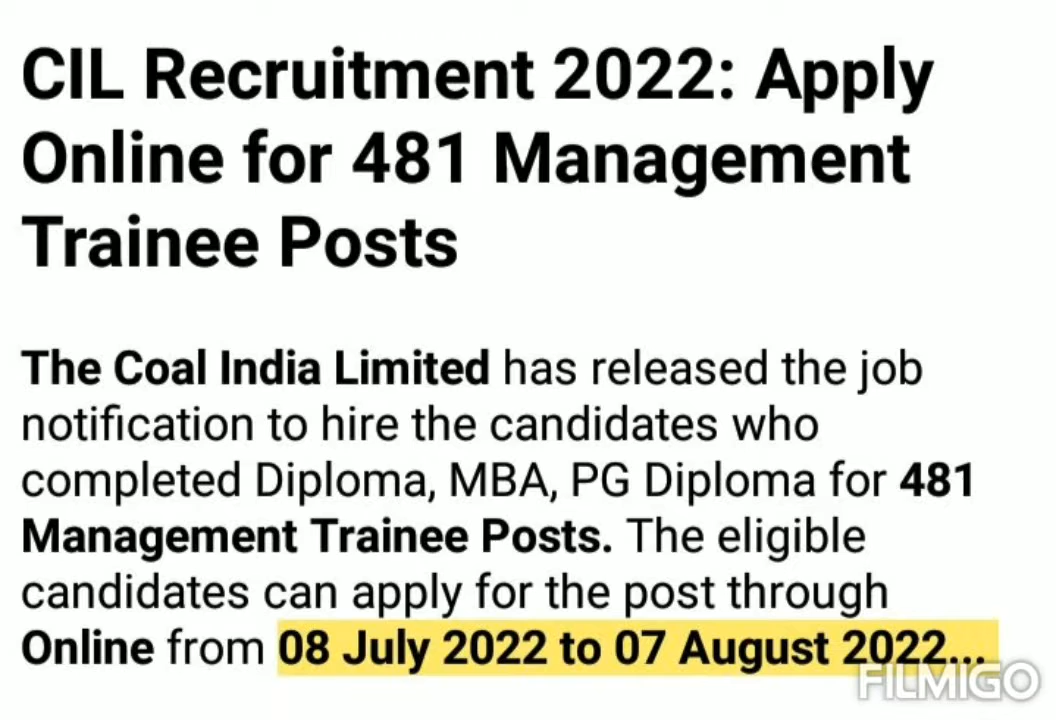 CIL Recruitment 2022: Apply
Online for 481 Management
Trainee Posts
The Coal India Limited has released the job
notification to hire the candidates who
completed Diploma, MBA, PG Diploma for 481
Management Trainee Posts. The eligible
candidates can apply for the post through
Online from 08 July 2022 to 07 August 2022...
FILMIGO